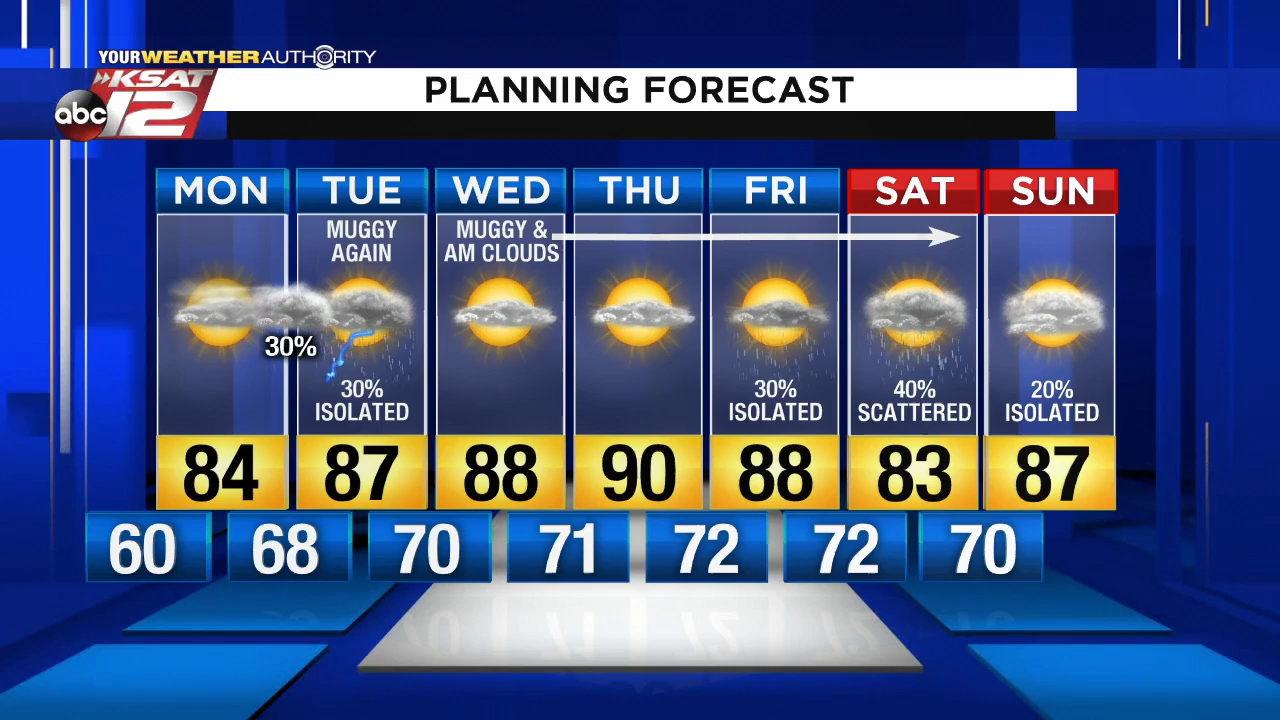 YOURWEATHERAUTHORITY
KSAT
abc 12
PLANNING FORECAST
MON TUE WED THU FRI SAT SUN
MUGGY AGAIN
MUGGY & AM CLOUDS
30%
30% ISOLATED
30% ISOLATED
40% SCATTERED
20% ISOLATED
84 87 88 90 88 83 87
60 68 70 71 72 72 70